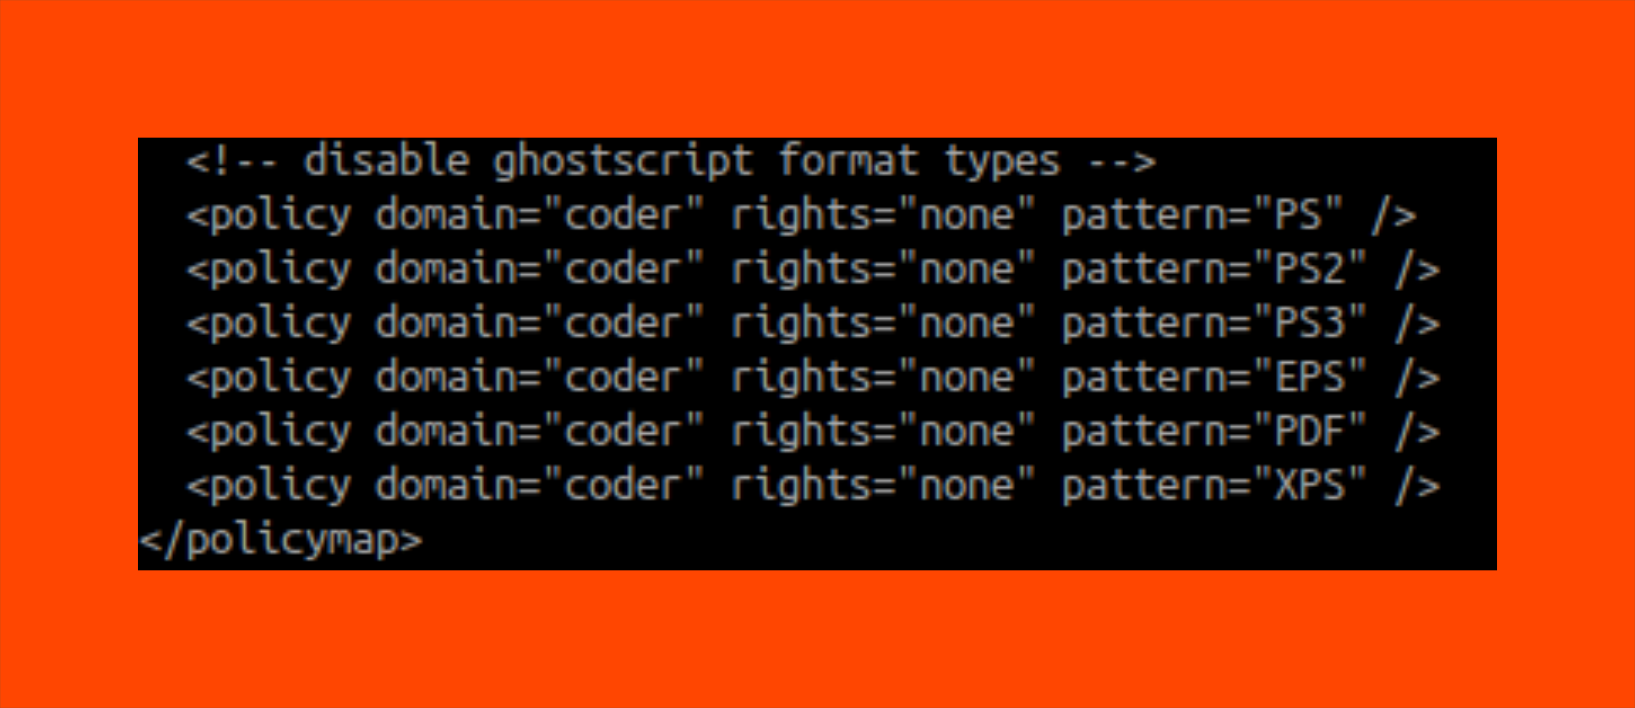 <!-- disable ghostscript format types -->
<policy domain="coder" rights="none" pattern="PS" />
<policy domain="coder" rights="none" pattern="PS2" />
<policy domain="coder" rights="none" pattern="PS3" />
<policy domain="coder" rights="none" pattern="EPS" />
<policy domain="coder" rights="none" pattern="PDF" />
<policy domain="coder" rights="none" pattern="XPS" />
</policymap>